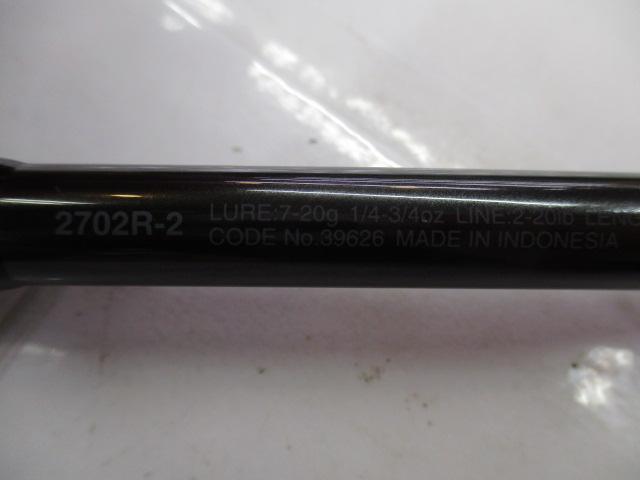 2702R-2
LURE:7-20g 1/4-3/4oz LINE:2-20lb
CODE No.39626 MADE IN INDONESIA